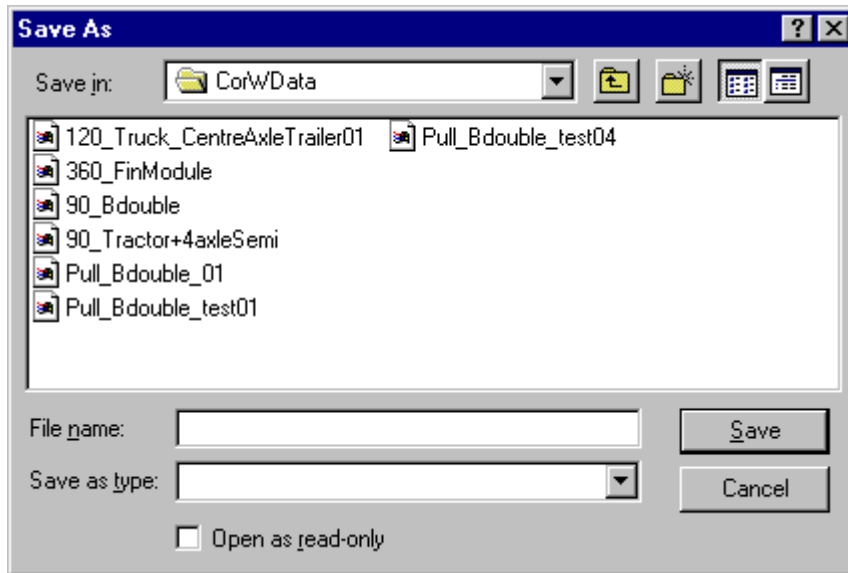 Save As
Save in: CorWData
120_Truck_CentreAxleTrailer01 Pull_Bdouble_test04
360_FinModule
90_Bdouble
90_Tractor+4axleSemi
Pull_Bdouble_01
Pull_Bdouble_test01
File name: Save
Save as type: Cancel
Open as read-only